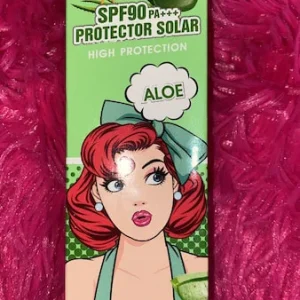 SPF90 PA+++
PROTECTOR SOLAR
HIGH PROTECTION
ALOE